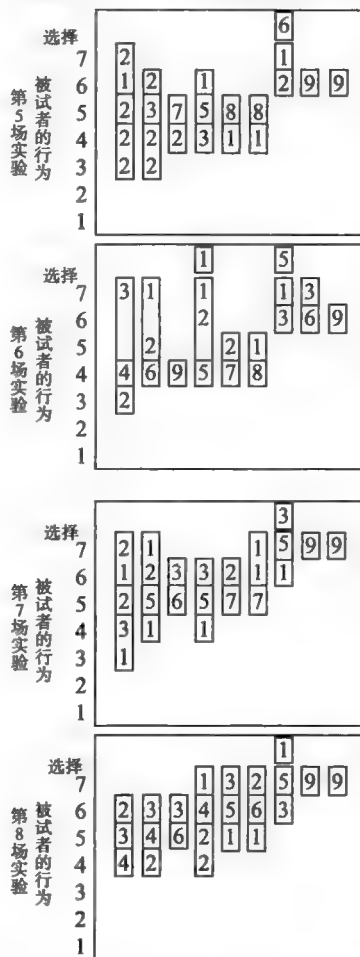 第5场实验
被试者的行为
选择 6
7 2 1
6 1 2 1 2 9 9
5 2 3 7 5 8 8
4 2 2 2 3 1 1
3 2 2
2
1
第6场实验
被试者的行为
选择 1 5
7 3 1 1 1 3
6 2 3 6 9
5 2 2 1
4 4 6 9 5 7 8
3 2
2
1
第7场实验
被试者的行为
选择 3
7 2 1 1 5 9 9
6 1 2 3 3 2 1 1
5 2 5 6 5 7 7
4 3 1 1
3 1
2
1
第8场实验
被试者的行为
选择 1
7 1 3 2 5 9 9
6 2 3 3 4 5 6 3
5 3 4 6 2 1 1
4 4 2 2
3
2
1